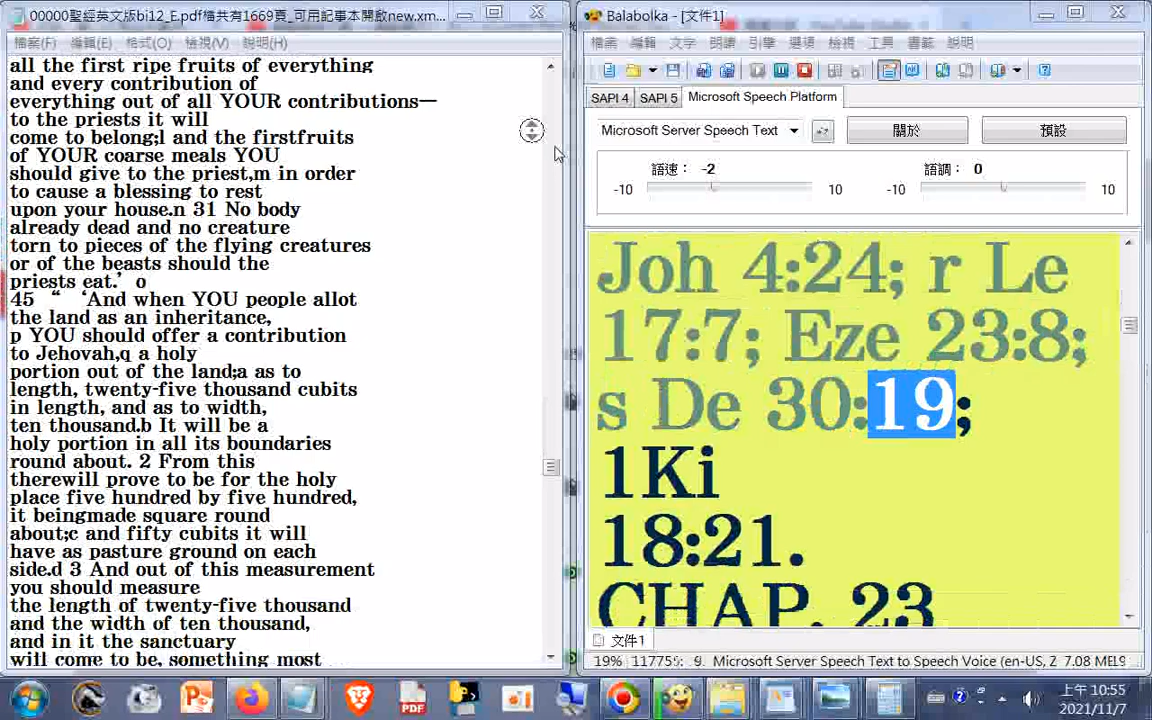 00000聖經英文版bi12_E.pdf檔共有1669頁_可用記事本開啟new.xm...
檔案(F) 編輯(E) 格式(O) 檢視(V) 說明(H)
all the first ripe fruits of everything
and every contribution of
everything out of all YOUR contributions—
to the priests it will
come to belong;l and the firstfruits
of YOUR coarse meals YOU
should give to the priest,m in order
to cause a blessing to rest
upon your house.n 31 No body
already dead and no creature
torn to pieces of the flying creatures
or of the beasts should the
priests eat.’ o
45 “ ‘And when YOU people allot
the land as an inheritance,
p YOU should offer a contribution
to Jehovah,q a holy
portion out of the land;a as to
length, twenty-five thousand cubits
in length, and as to width,
ten thousand.b It will be a
holy portion in all its boundaries
round about. 2 From this
therewill prove to be for the holy
place five hundred by five hundred,
it beingmade square round
about;c and fifty cubits it will
have as pasture ground on each
side.d 3 And out of this measurement
you should measure
the length of twenty-five thousand
and the width of ten thousand,
and in it the sanctuary
will come to be, something most
Balabolka - [文件1]
檔案 編輯 文字 朗讀 引擎 選項 檢視 工具 書籤 說明
SAPI 4 SAPI 5 Microsoft Speech Platform
Microsoft Server Speech Text 關於 預設
語速： -2 語調： 0
-10 10 -10 10
Joh 4:24; r Le
17:7; Eze 23:8;
s De 30:19;
1Ki
18:21.
CHAP. 23
文件1
19% 117755: 9. Microsoft Server Speech Text to Speech Voice (en-US, 2 7.08 ME
上午 10:55
2021/11/7